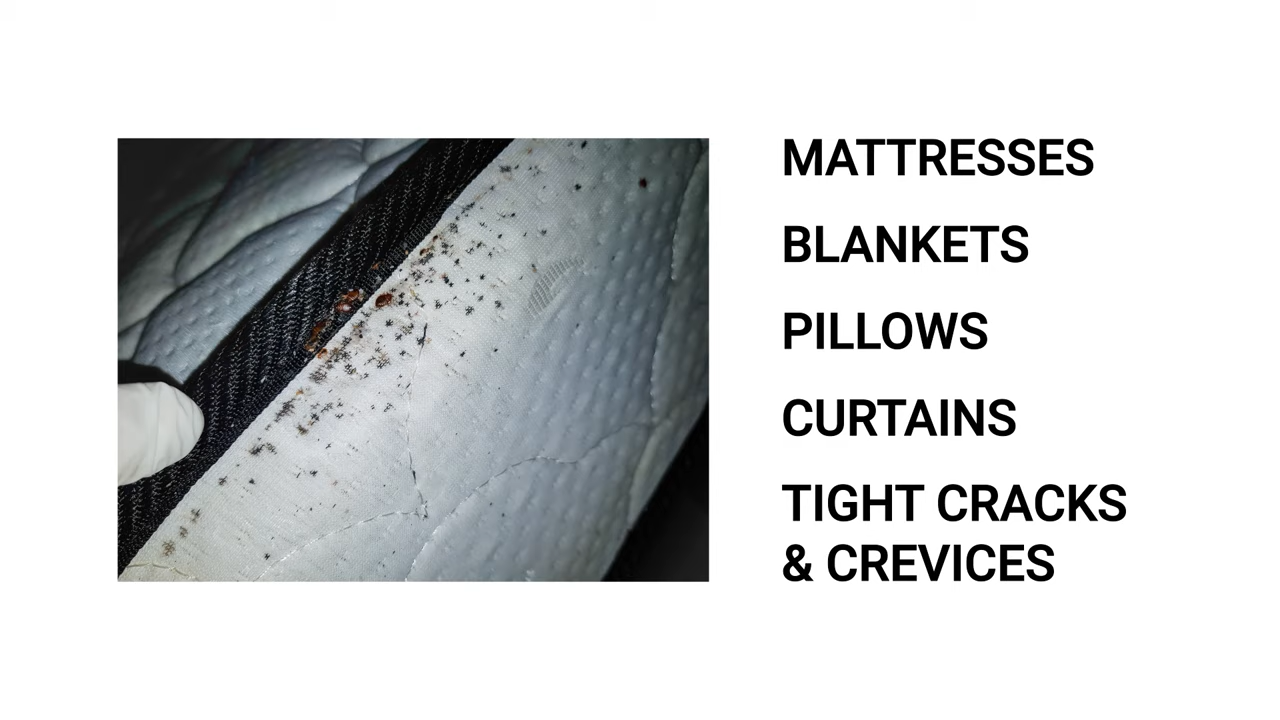 MATTRESSES
BLANKETS
PILLOWS
CURTAINS
TIGHT CRACKS
& CREVICES